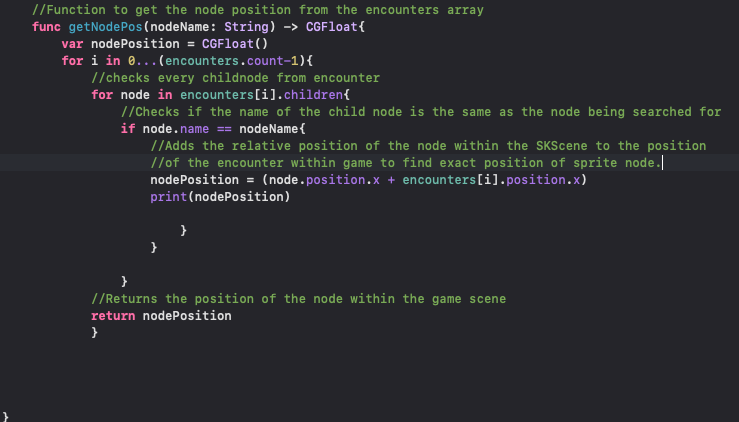 //Function to get the node position from the encounters array
func getNodePos(nodeName: String) -> CGFloat{
var nodePosition = CGFloat()
for i in 0...(encounters.count-1){
//checks every childnode from encounter
for node in encounters[i].children{
//Checks if the name of the child node is the same as the node being searched for
if node.name == nodeName{
//Adds the relative position of the node within the SKScene to the position
//of the encounter within game to find exact position of sprite node.
nodePosition = (node.position.x + encounters[i].position.x)
print(nodePosition)
}
}
}
//Returns the position of the node within the game scene
return nodePosition
}
}